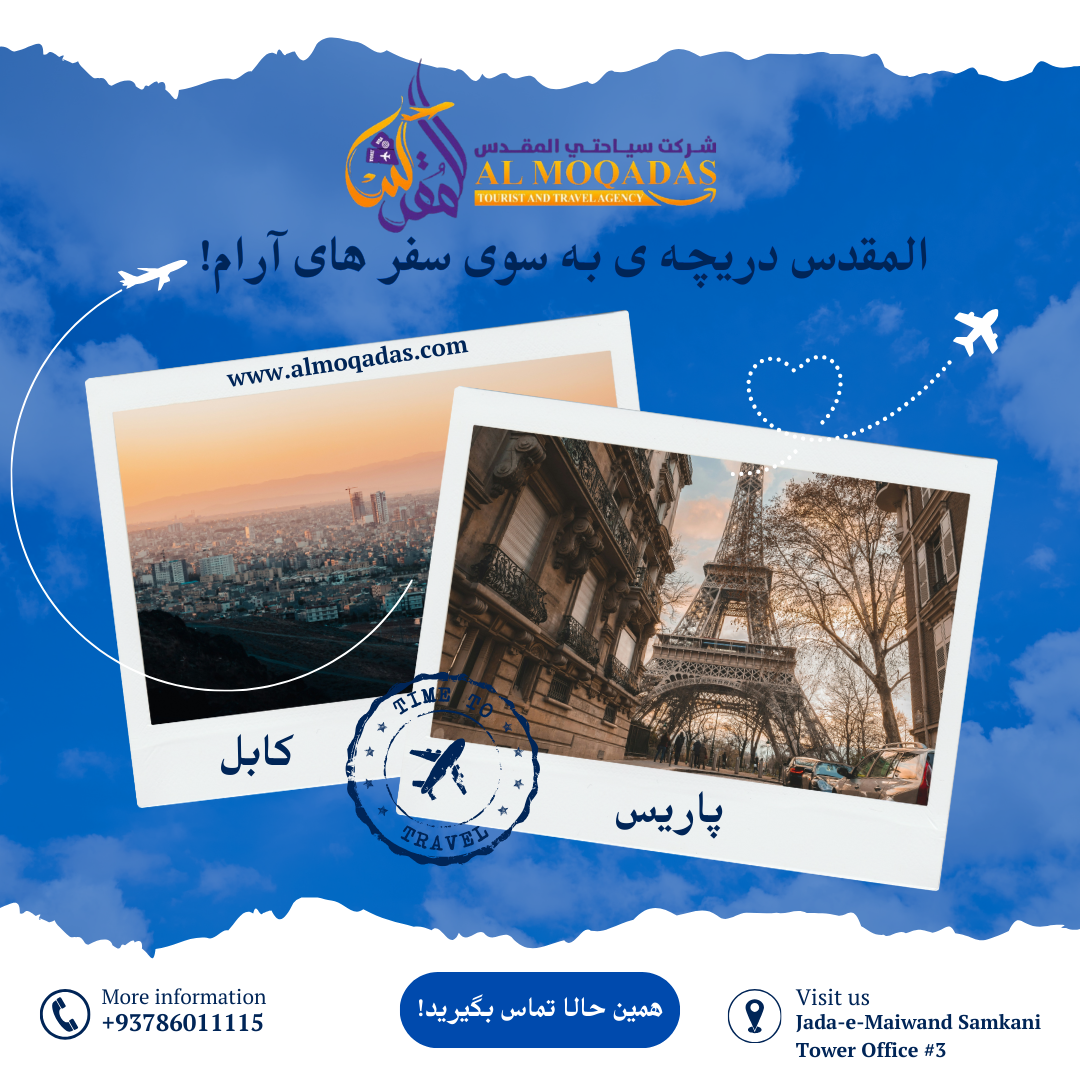 شرکت سیاحتي المقدس
AL MOQADAS
TOURIST AND TRAVEL AGENCY
المقدس
المقدس دریچه ی به سوی سفر های آرام!
www.almoqadas.com
کابل
پاریس
TIME TO
TRAVEL
More information
+93786011115
همین حالا تماس بگیرید!
Visit us
Jada-e-Maiwand Samkani
Tower Office #3